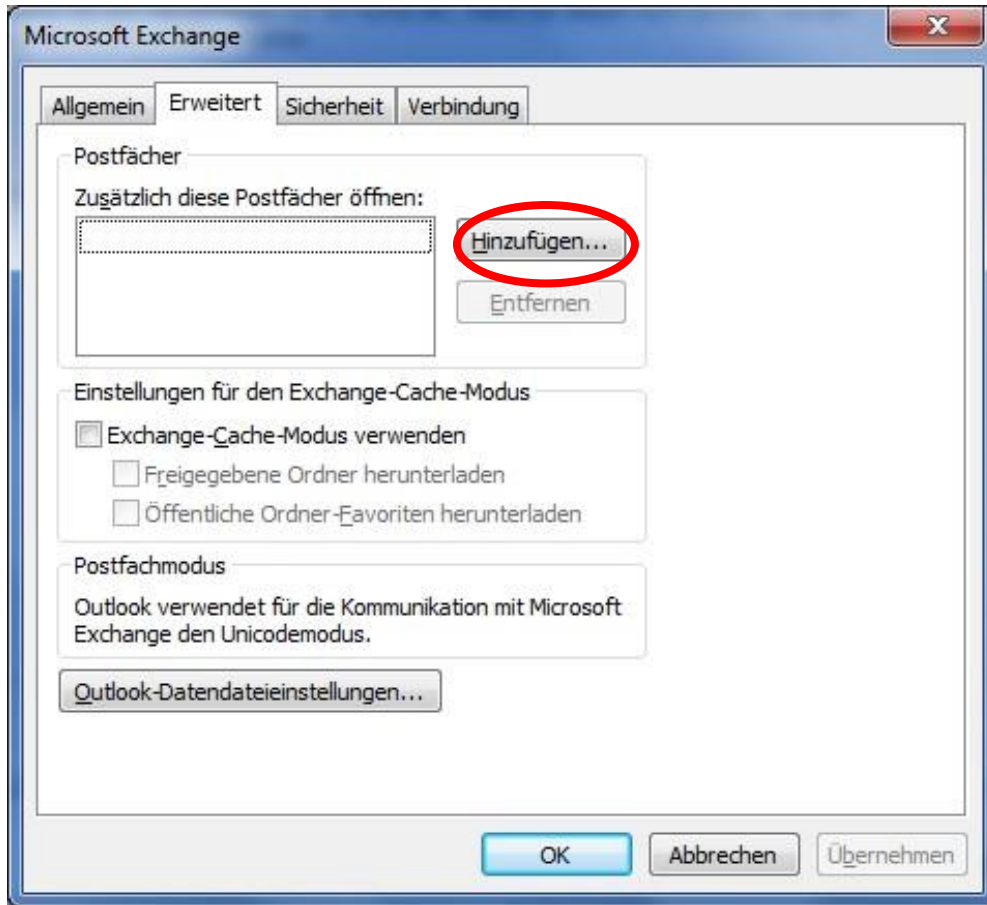 Microsoft Exchange
Allgemein Erweitert Sicherheit Verbindung
Postfächer
Zusätzlich diese Postfächer öffnen:
Hinzufügen...
Entfernen
Einstellungen für den Exchange-Cache-Modus
Exchange-Cache-Modus verwenden
Freigegebene Ordner herunterladen
Öffentliche Ordner-Favoriten herunterladen
Postfachmodus
Outlook verwendet für die Kommunikation mit Microsoft
Exchange den Unicodemodus.
Outlook-Datendateieinstellungen...
OK Abbrechen Übernehmen